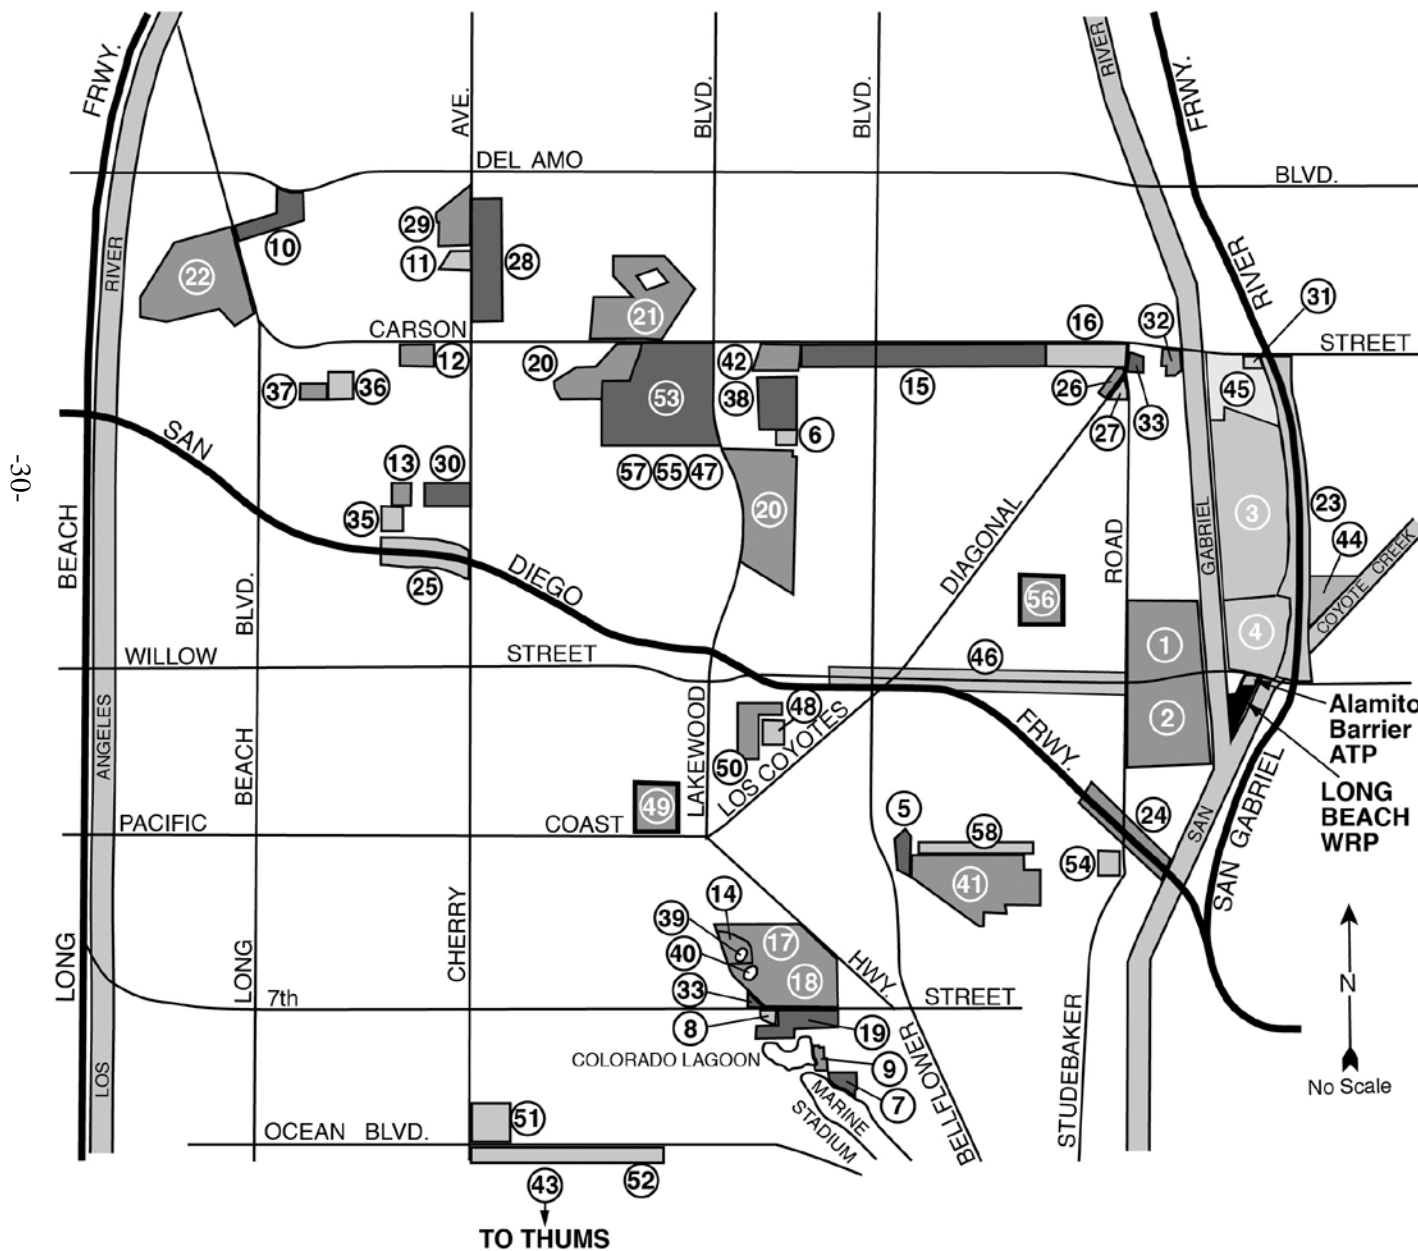 FRWY.
RIVER
AVE.
BLVD.
BLVD.
RIVER
FRWY.
DEL AMO
BLVD.
29
10
11
28
22
RIVER
21
RIVER
31
CARSON
16
32
STREET
12
20
42
37
36
53
38
15
26
45
27
33
6
SAN
-30-
13
30
57
55
47
20
3
23
35
DIAGONAL
ROAD
GABRIEL
44
BEACH
25
DIEGO
BLVD.
56
COYOTE CREEK
1
4
WILLOW
STREET
46
LAKEWOOD
48
FRWY.
2
Alamito
Barrier
ATP
ANGELES
BEACH
50
LOS COYOTES
LONG
BEACH
WRP
49
PACIFIC
COAST
5
58
24
SAN
SAN GABRIEL
54
41
14
39
17
CHERRY
40
18
HWY.
LONG
LONG
7th
33
STREET
N
8
19
COLORADO LAGOON
9
BELLFLOWER
STUDEBAKER
LOS
No Scale
7
MARINE
STADIUM
51
OCEAN BLVD.
43
52
TO THUMS